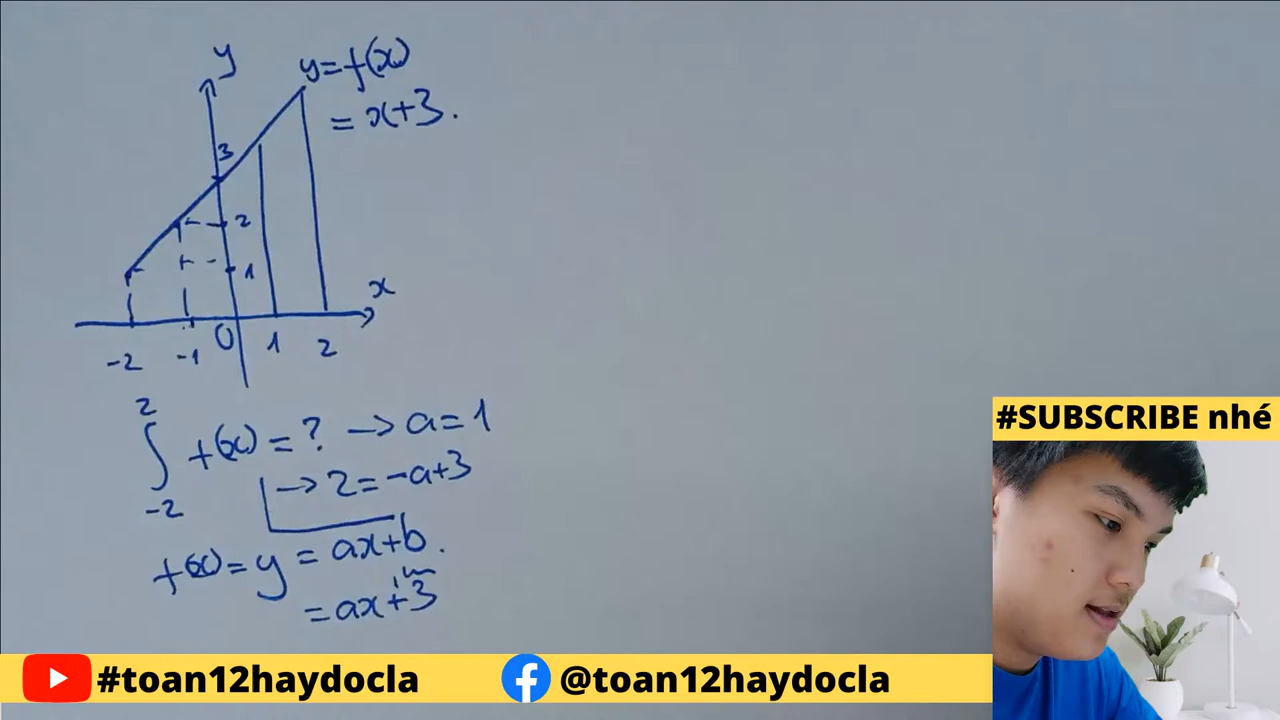 y
y=f(x)
= x+3.
3
2
1
x
-2 -1 0 1 2
2
∫ f(x) = ? → a = 1
-2
→ 2 = -a+3
f(x) = y = ax+b.
= ax+3
#SUBSCRIBE nhé
#toan12haydocla @toan12haydocla